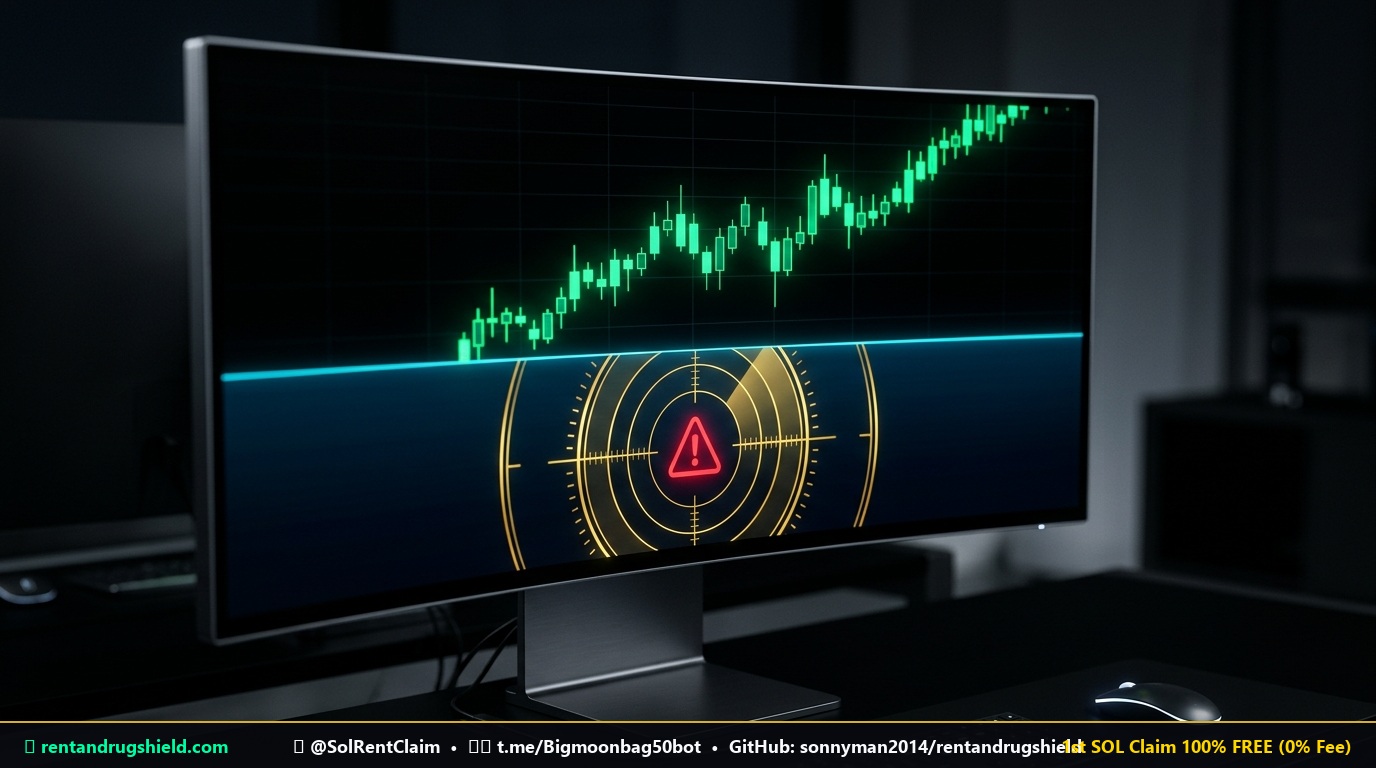 rentandrugshield.com
@SolRentClaim • t.me/Bigmoonbag50bot • GitHub: sonnyman2014/rentandrugshield
1st SOL Claim 100% FREE (0% Fee)